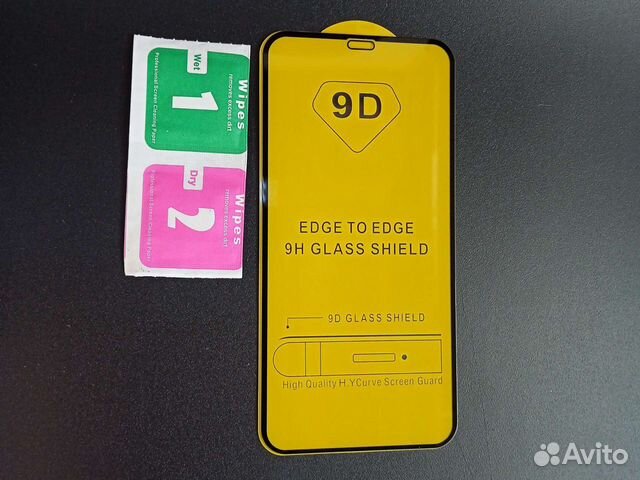 Wet
1
Wipes
removes excess dirt
Professional Screen Cleaning Paper
Dry
2
Wipes
removes excess dirt
Professional Screen Cleaning Paper
9D
EDGE TO EDGE
9H GLASS SHIELD
9D GLASS SHIELD
High Quality H.YCurve Screen Guard
Avito